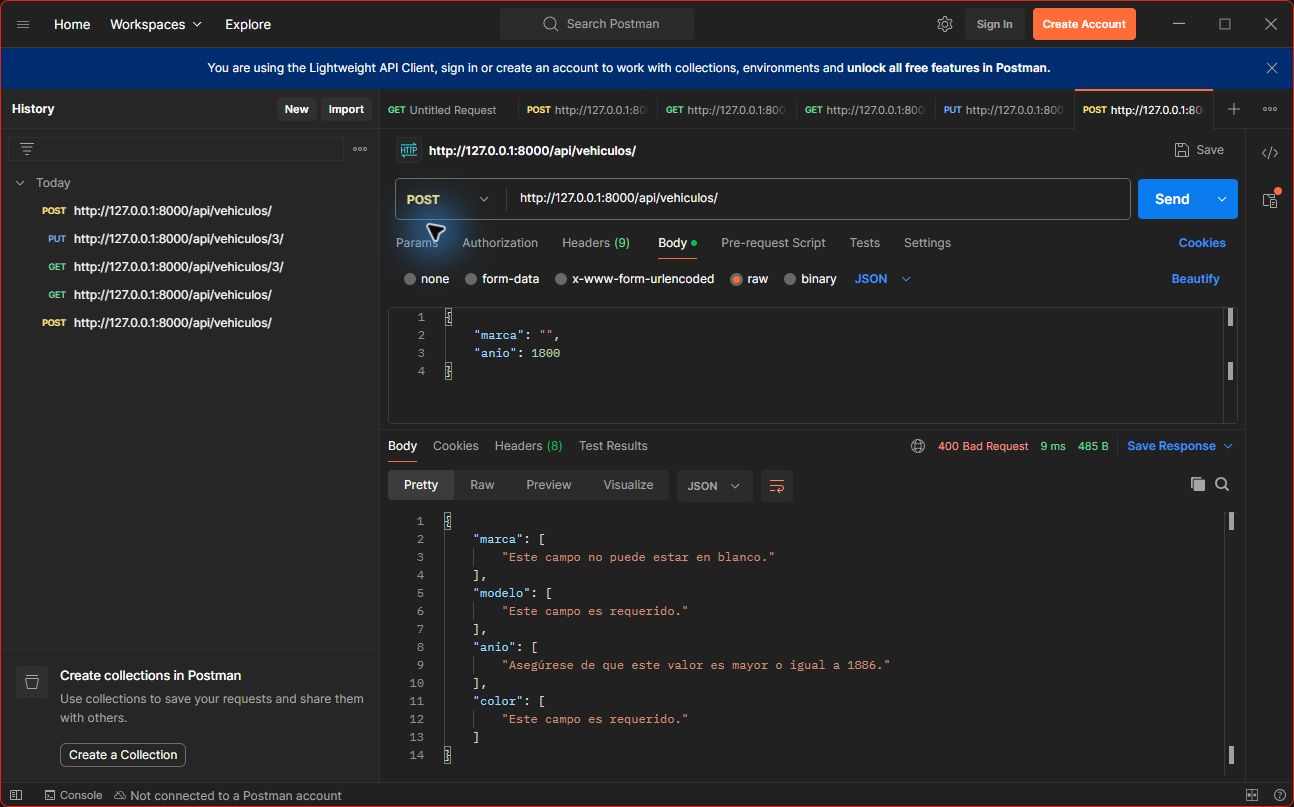 Home Workspaces Explore Search Postman Sign In Create Account
You are using the Lightweight API Client, sign in or create an account to work with collections, environments and unlock all free features in Postman.
History New Import
GET Untitled Request POST http://127.0.0.1:80 GET http://127.0.0.1:800 GET http://127.0.0.1:800 PUT http://127.0.0.1:800 POST http://127.0.0.1:80
HTTP http://127.0.0.1:8000/api/vehiculos/ Save
Today
POST http://127.0.0.1:8000/api/vehiculos/
PUT http://127.0.0.1:8000/api/vehiculos/3/
GET http://127.0.0.1:8000/api/vehiculos/3/
GET http://127.0.0.1:8000/api/vehiculos/
POST http://127.0.0.1:8000/api/vehiculos/
Create collections in Postman
Use collections to save your requests and share them
with others.
Create a Collection
POST http://127.0.0.1:8000/api/vehiculos/ Send
Params Authorization Headers (9) Body Pre-request Script Tests Settings Cookies
none form-data x-www-form-urlencoded raw binary JSON Beautify
1 {
2 "marca": "",
3 "anio": 1800
4 }
Body Cookies Headers (8) Test Results 400 Bad Request 9 ms 485 B Save Response
Pretty Raw Preview Visualize JSON
1 {
2 "marca": [
3 "Este campo no puede estar en blanco."
4 ],
5 "modelo": [
6 "Este campo es requerido."
7 ],
8 "anio": [
9 "Asegúrese de que este valor es mayor o igual a 1886."
10 ],
11 "color": [
12 "Este campo es requerido."
13 ]
14 }
Console Not connected to a Postman account